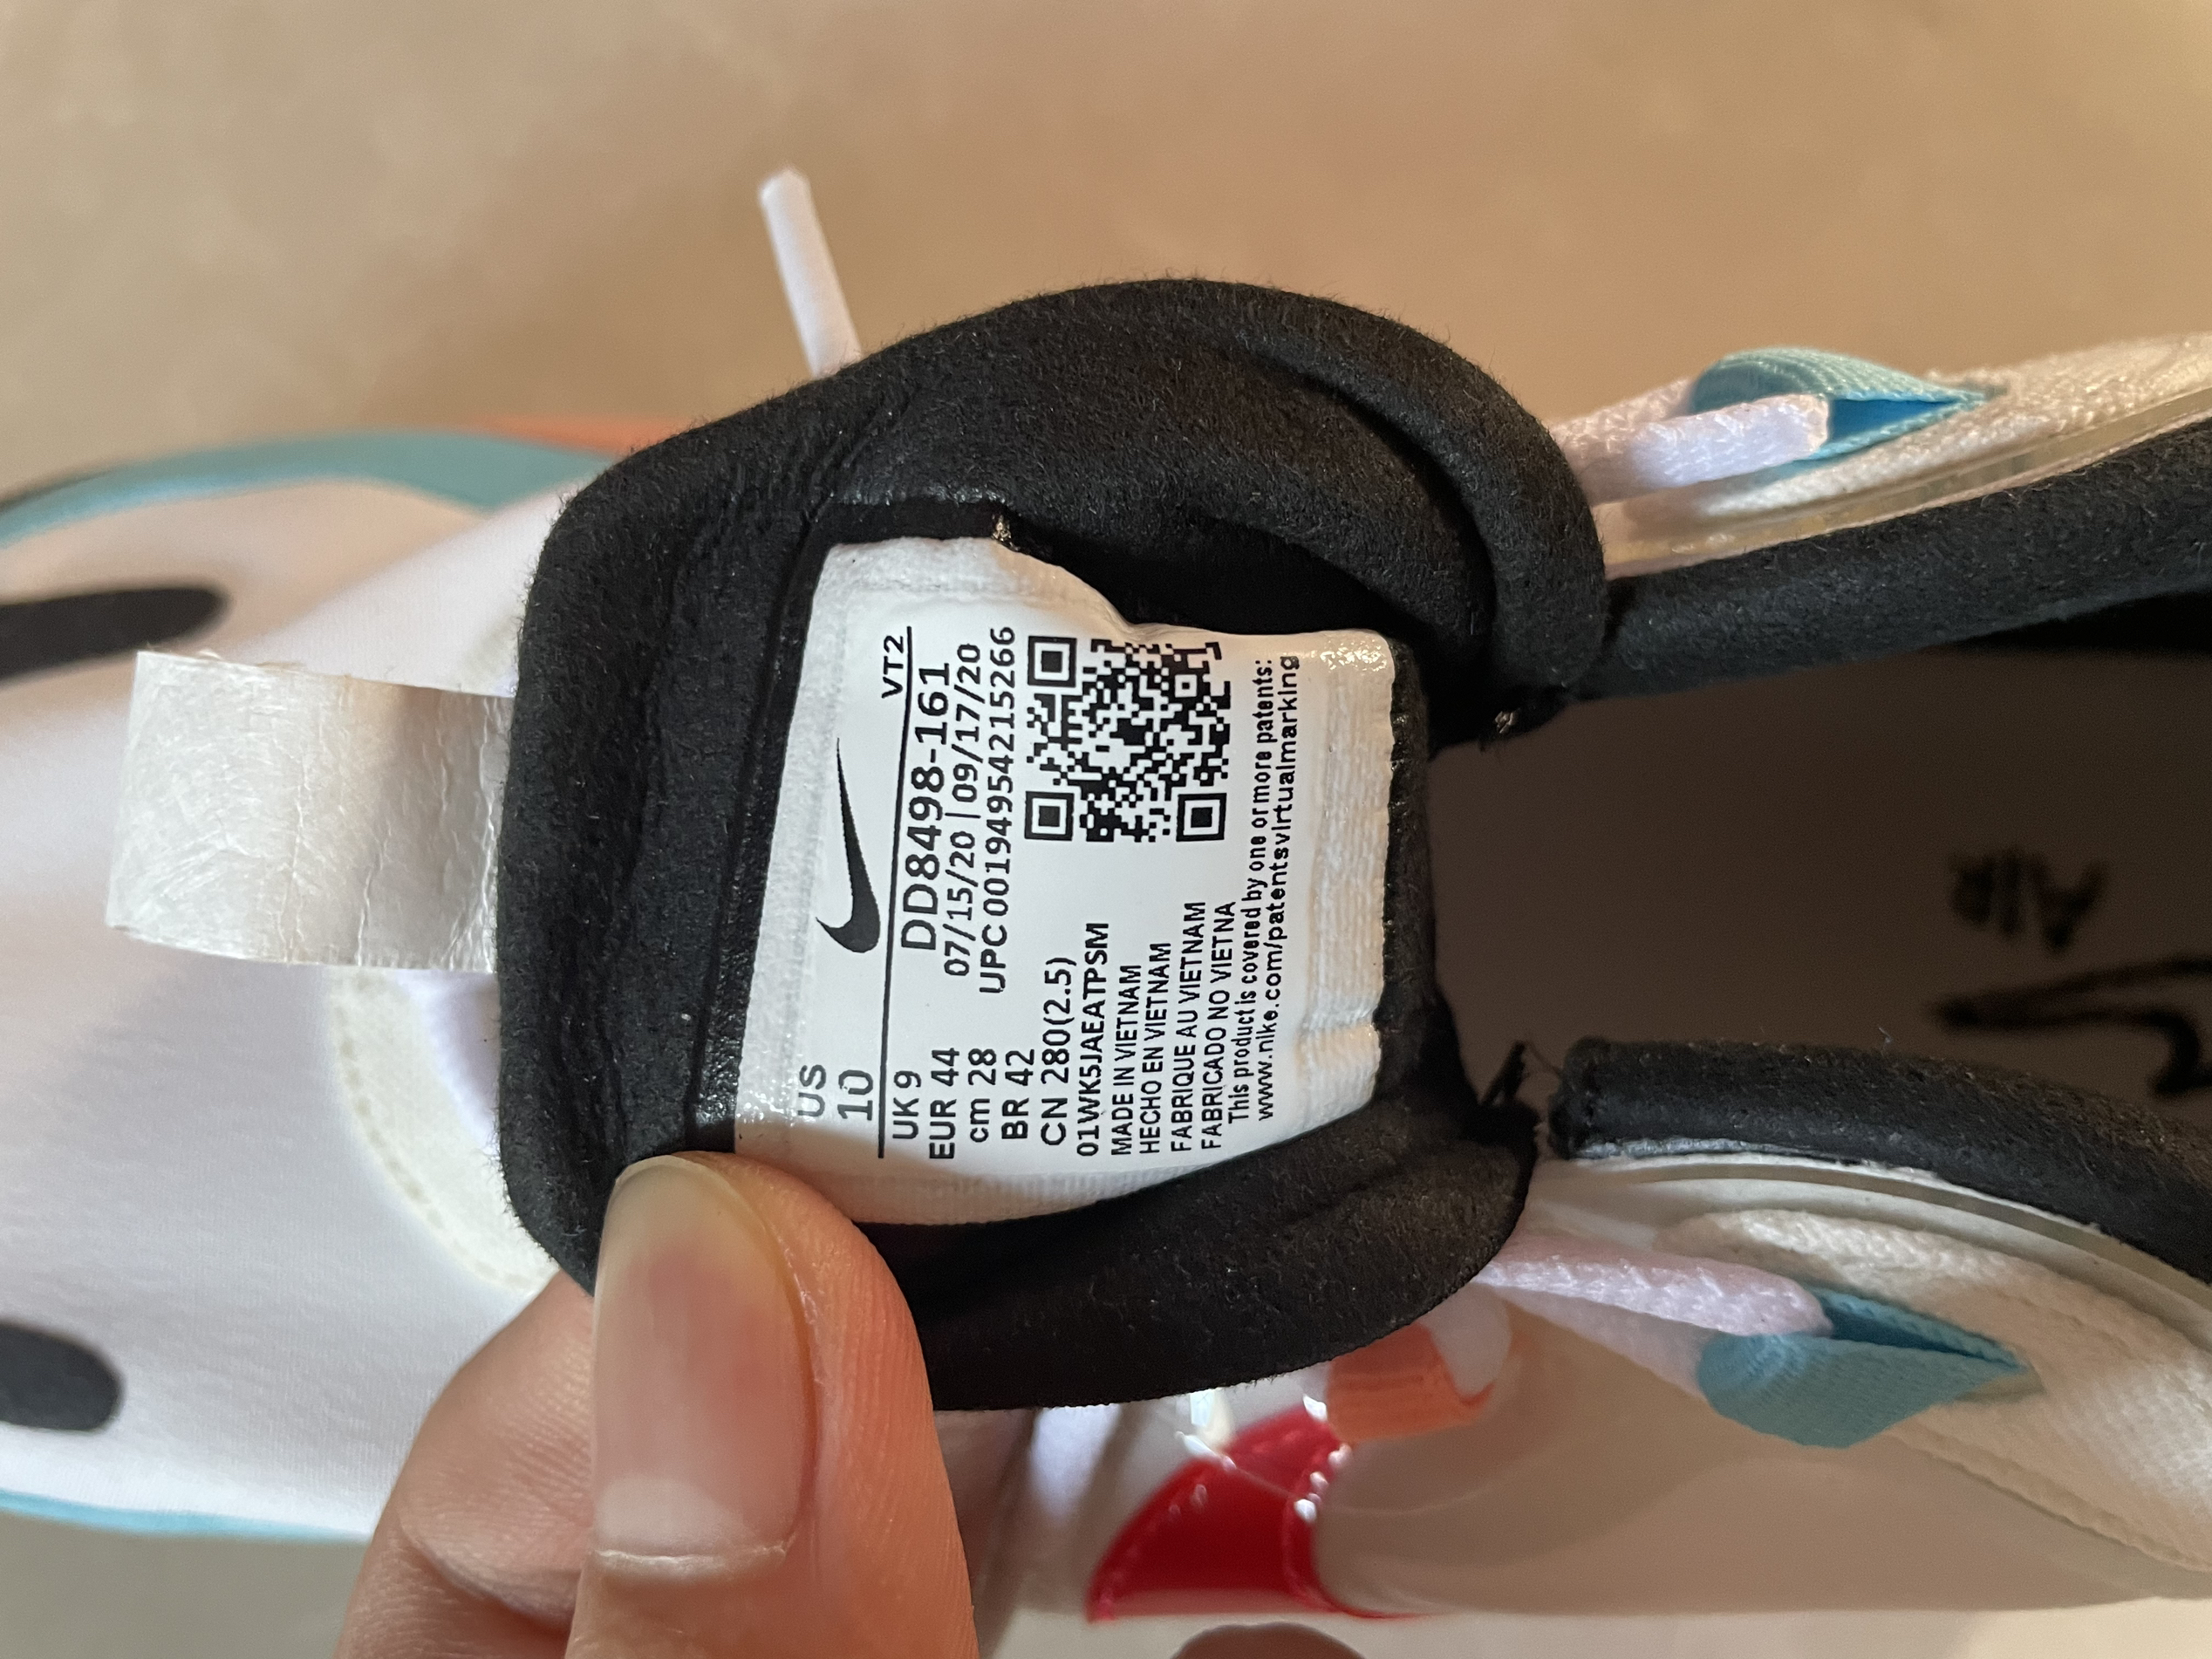 US
10
VT2
UK 9
DD8498-161
EUR 44
07/15/20 | 09/17/20
cm 28
UPC 00194954215266
BR 42
CN 280(2.5)
01WK5JAEATPSM
MADE IN VIETNAM
HECHO EN VIETNAM
FABRIQUE AU VIETNAM
FABRICADO NO VIETNA
This product is covered by one or more patents:
www.nike.com/patentsvirtualmarking
AIR